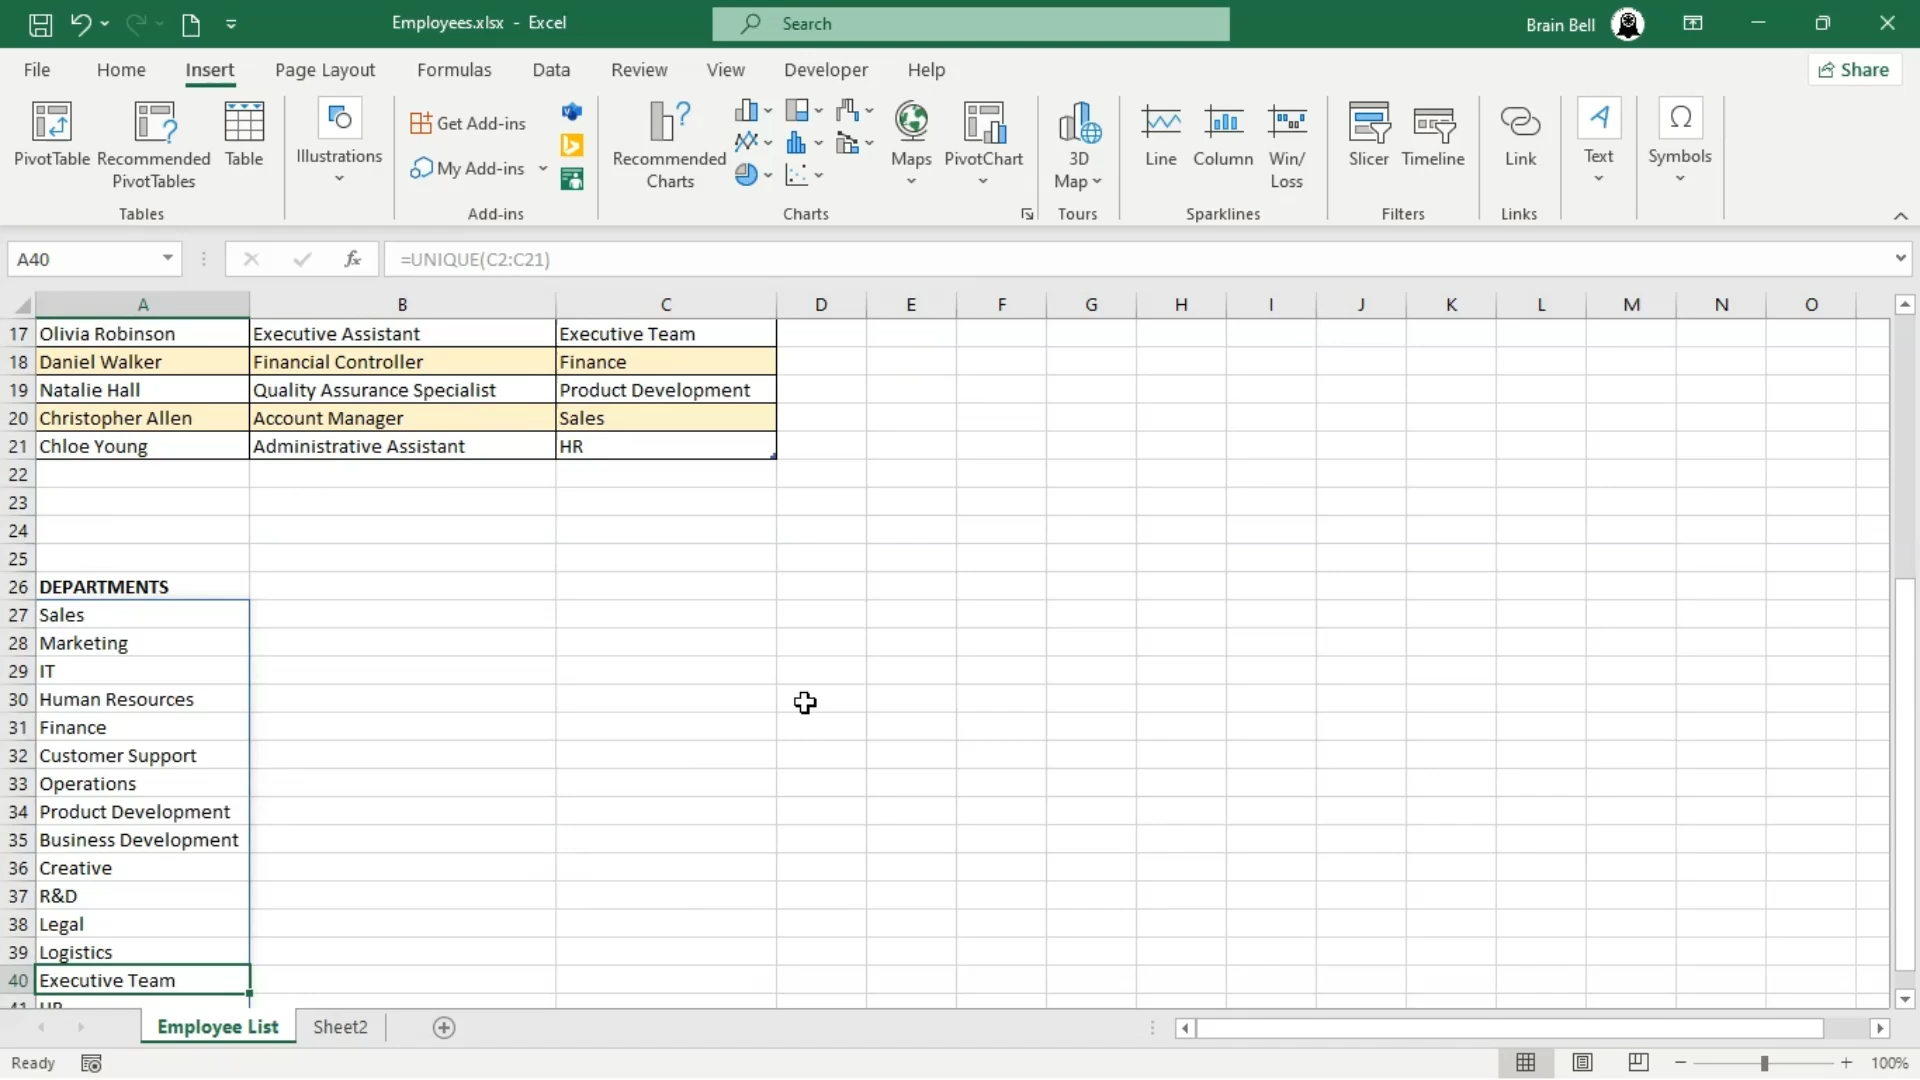 Employees.xlsx - Excel
Search
Brain Bell
File Home Insert Page Layout Formulas Data Review View Developer Help
Share
PivotTable
Recommended PivotTables
Table
Tables
Illustrations
Get Add-ins
My Add-ins
Add-ins
Recommended Charts
Maps
PivotChart
Charts
3D Map
Tours
Line
Column
Win/ Loss
Sparklines
Slicer
Timeline
Filters
Link
Links
Text
Symbols
A40
fx
=UNIQUE(C2:C21)
A B C D E F G H I J K L M N O
17 Olivia Robinson Executive Assistant Executive Team
18 Daniel Walker Financial Controller Finance
19 Natalie Hall Quality Assurance Specialist Product Development
20 Christopher Allen Account Manager Sales
21 Chloe Young Administrative Assistant HR
22
23
24
25
26 DEPARTMENTS
27 Sales
28 Marketing
29 IT
30 Human Resources
31 Finance
32 Customer Support
33 Operations
34 Product Development
35 Business Development
36 Creative
37 R&D
38 Legal
39 Logistics
40 Executive Team
41 HR
Employee List Sheet2
Ready
100%